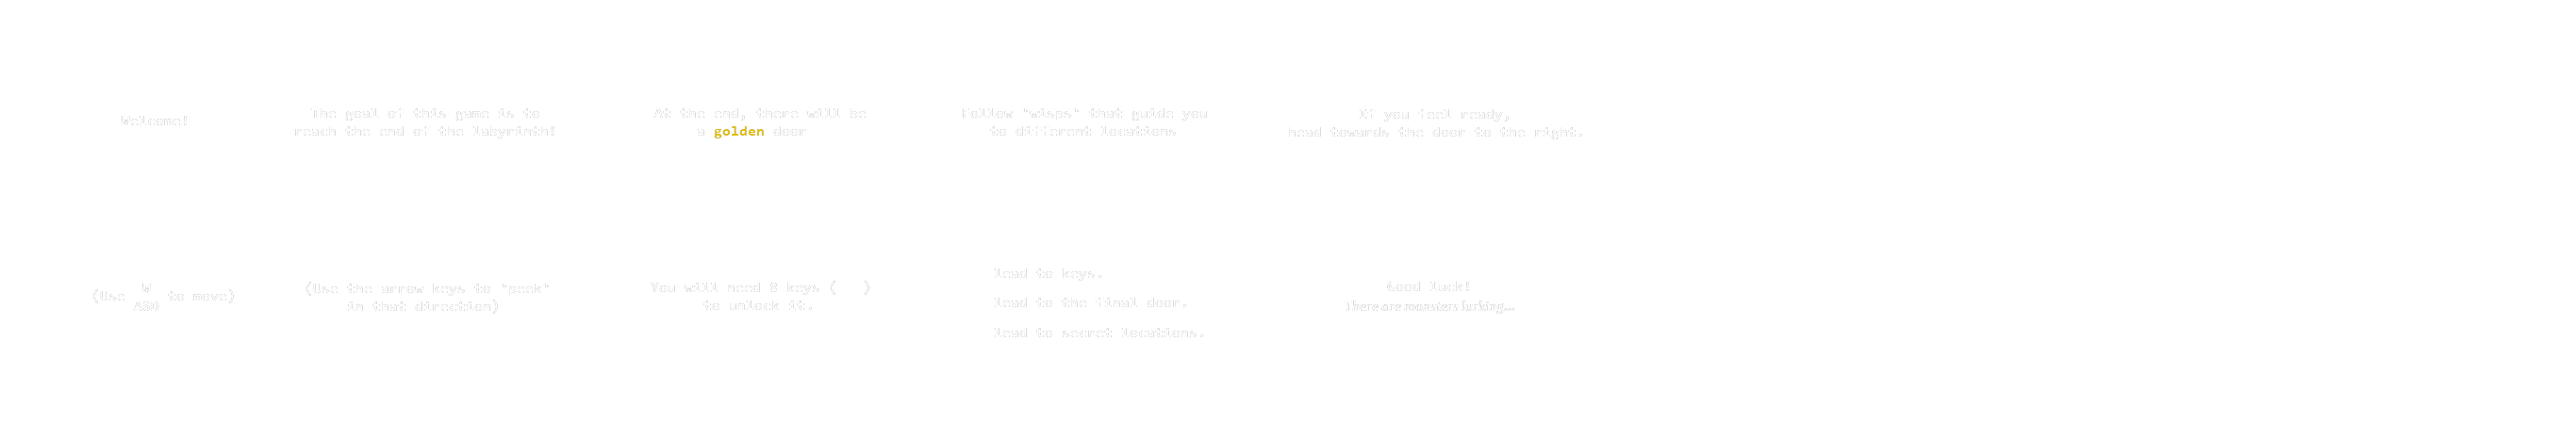 Welcome!
The goal of this game is to
reach the end of the labyrinth!
At the end, there will be
a golden door
Follow "wisps" that guide you
to different locations
If you feel ready,
head towards the door to the right.
(Use W to move)
ASD
(Use the arrow keys to "peek"
in that direction)
You will need 8 keys ( )
to unlock it.
lead to keys.
lead to the final door.
lead to secret locations.
Good luck!
There are monsters lurking...